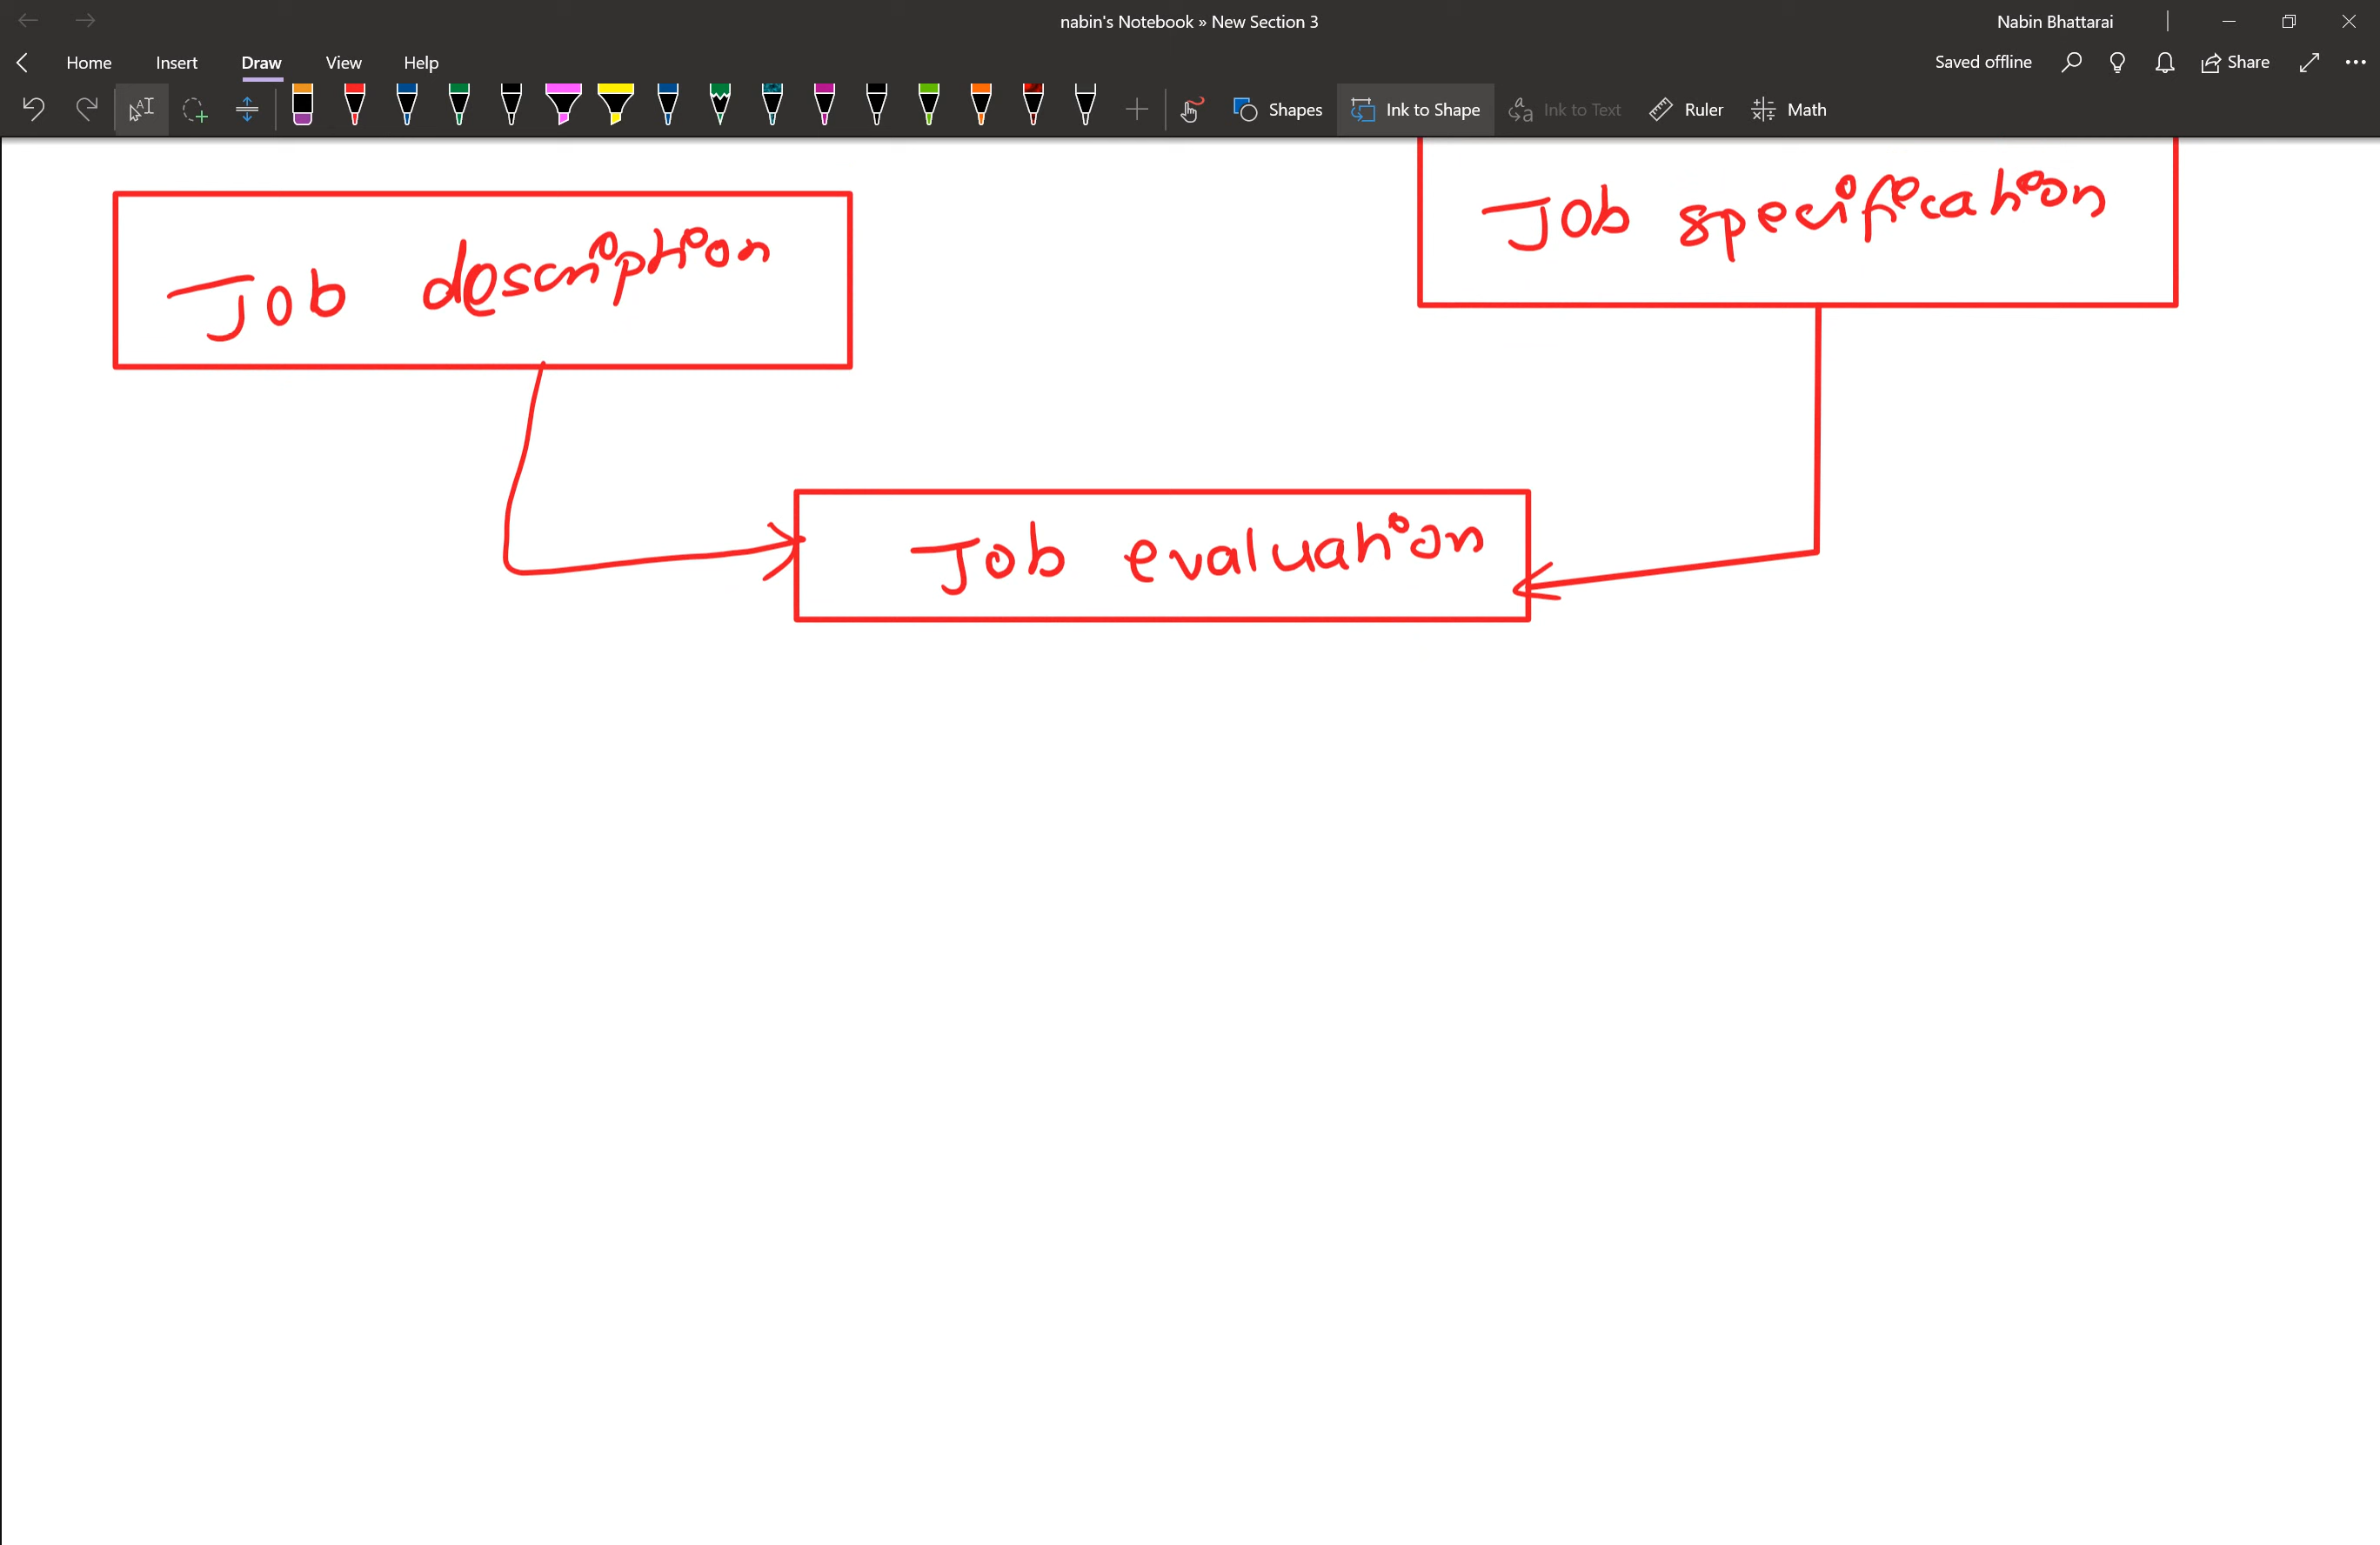 nabin's Notebook » New Section 3
Nabin Bhattarai
Home Insert Draw View Help
Saved offline
Share
Shapes
Ink to Shape
Ink to Text
Ruler
Math
Job specification
Job description
Job evaluation